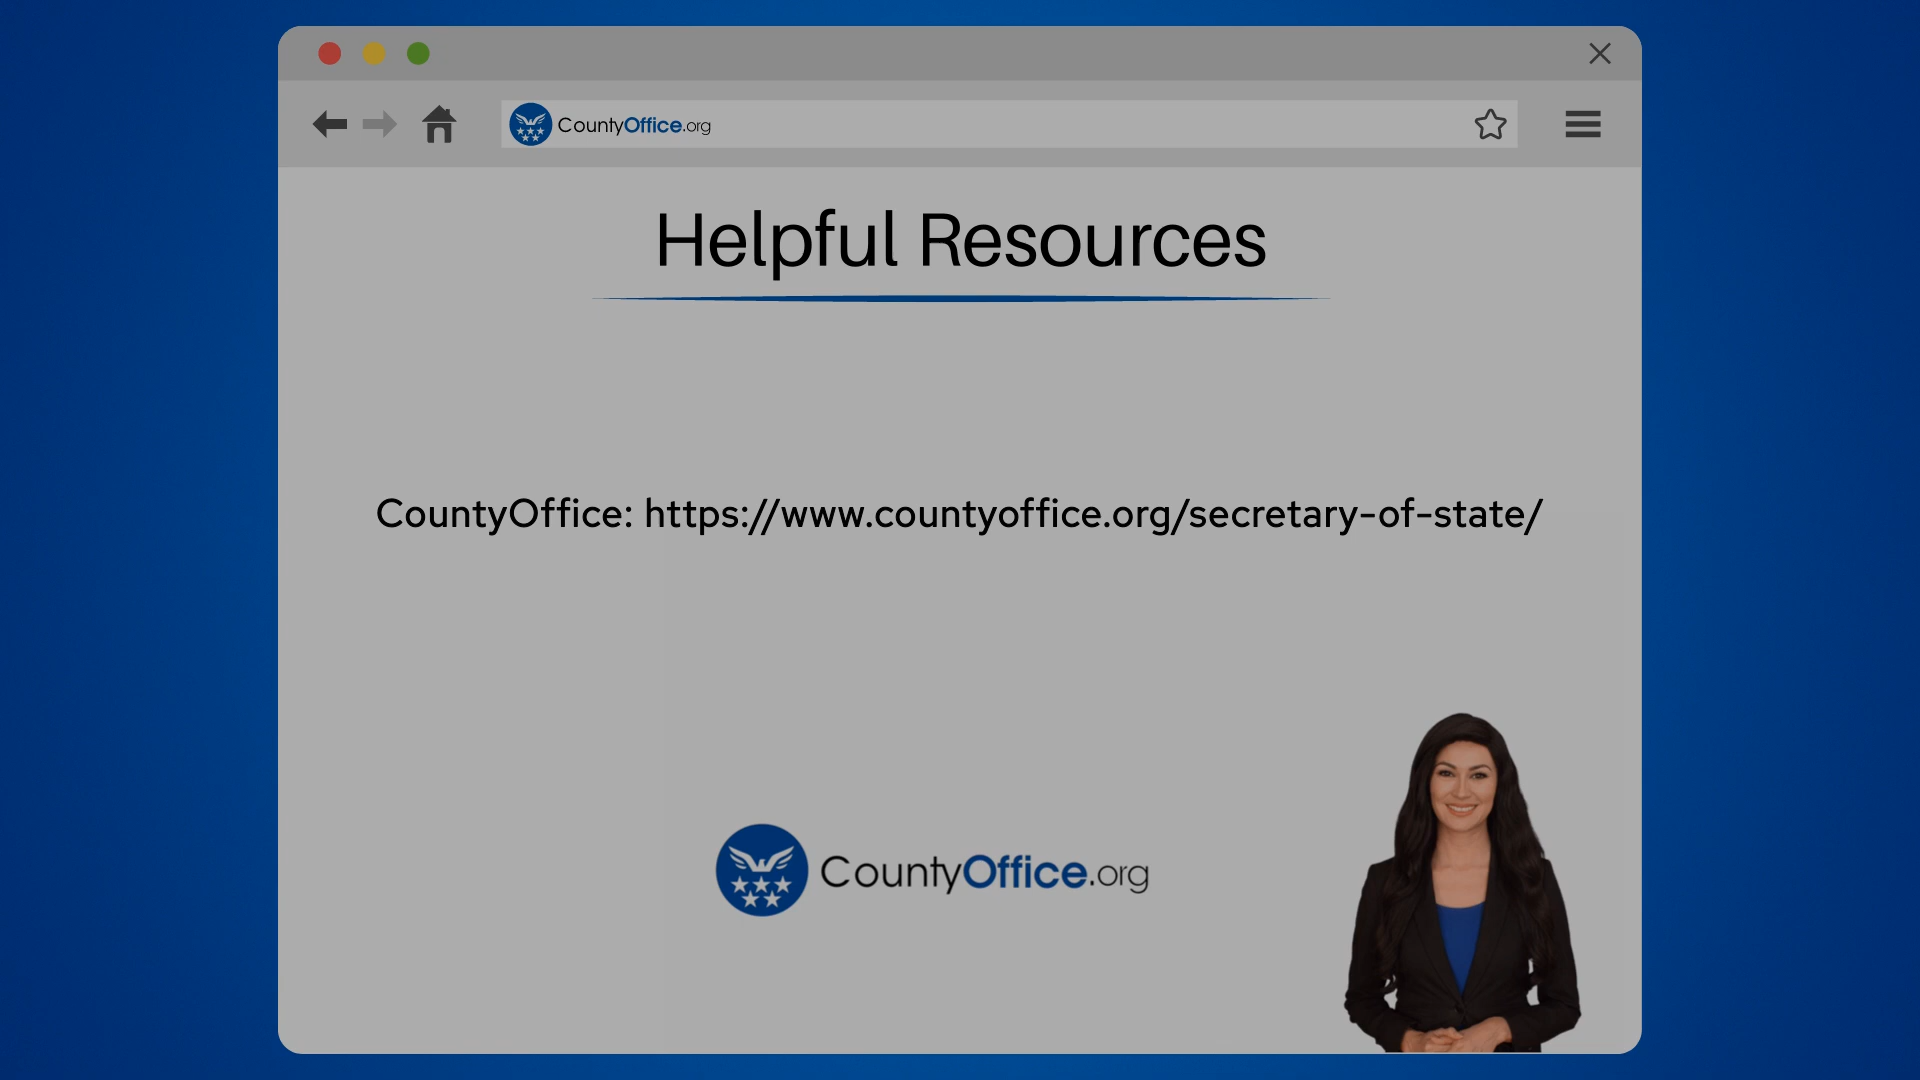 CountyOffice.org
Helpful Resources
CountyOffice: https://www.countyoffice.org/secretary-of-state/
CountyOffice.org